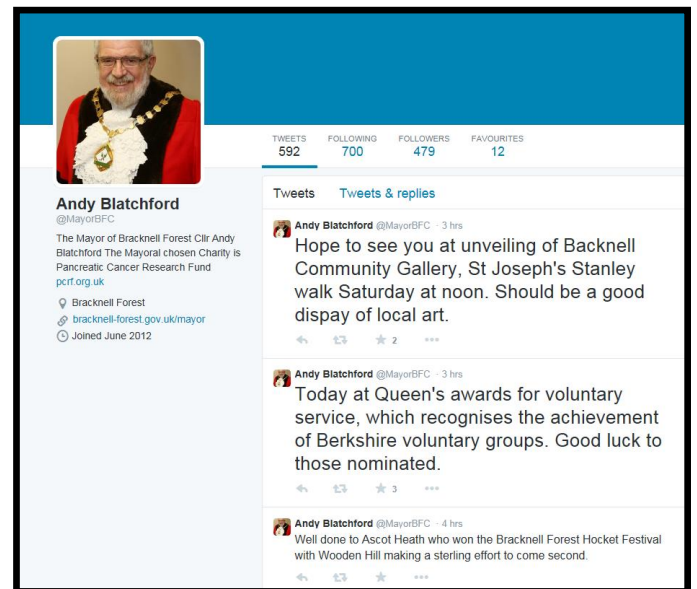 TWEETS FOLLOWING FOLLOWERS FAVOURITES
592 700 479 12
Andy Blatchford
@MayorBFC
The Mayor of Bracknell Forest Cllr Andy
Blatchford The Mayoral chosen Charity is
Pancreatic Cancer Research Fund
pcrf.org.uk
Bracknell Forest
bracknell-forest.gov.uk/mayor
Joined June 2012
Tweets Tweets & replies
Andy Blatchford @MayorBFC · 3 hrs
Hope to see you at unveiling of Backnell
Community Gallery, St Joseph's Stanley
walk Saturday at noon. Should be a good
dispay of local art.
2
Andy Blatchford @MayorBFC · 3 hrs
Today at Queen's awards for voluntary
service, which recognises the achievement
of Berkshire voluntary groups. Good luck to
those nominated.
3
Andy Blatchford @MayorBFC · 4 hrs
Well done to Ascot Heath who won the Bracknell Forest Hocket Festival
with Wooden Hill making a sterling effort to come second.